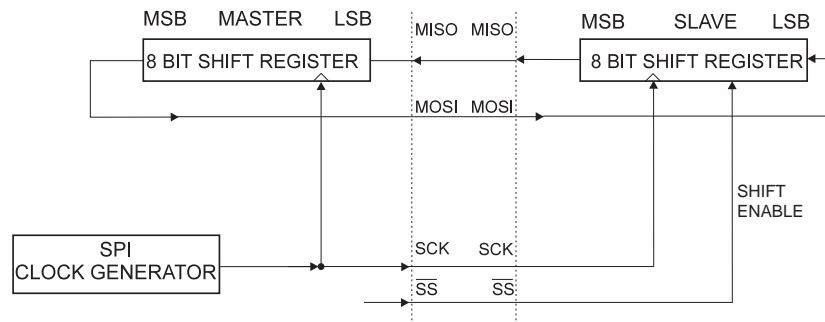 MSB MASTER LSB
MISO MISO
MSB SLAVE LSB
8 BIT SHIFT REGISTER
8 BIT SHIFT REGISTER
MOSI MOSI
SHIFT
ENABLE
SPI
CLOCK GENERATOR
SCK SCK
SS SS